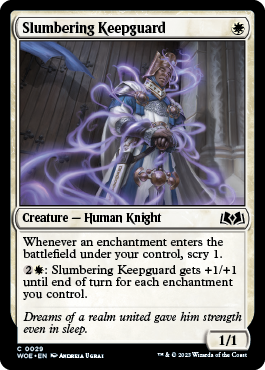 Slumbering Keepguard
Creature — Human Knight
Whenever an enchantment enters the
battlefield under your control, scry 1.
2: Slumbering Keepguard gets +1/+1
until end of turn for each enchantment
you control.
Dreams of a realm united gave him strength
even in sleep.
1/1
C 0029
WOE • EN Andreia Ugrai
™ & © 2023 Wizards of the Coast